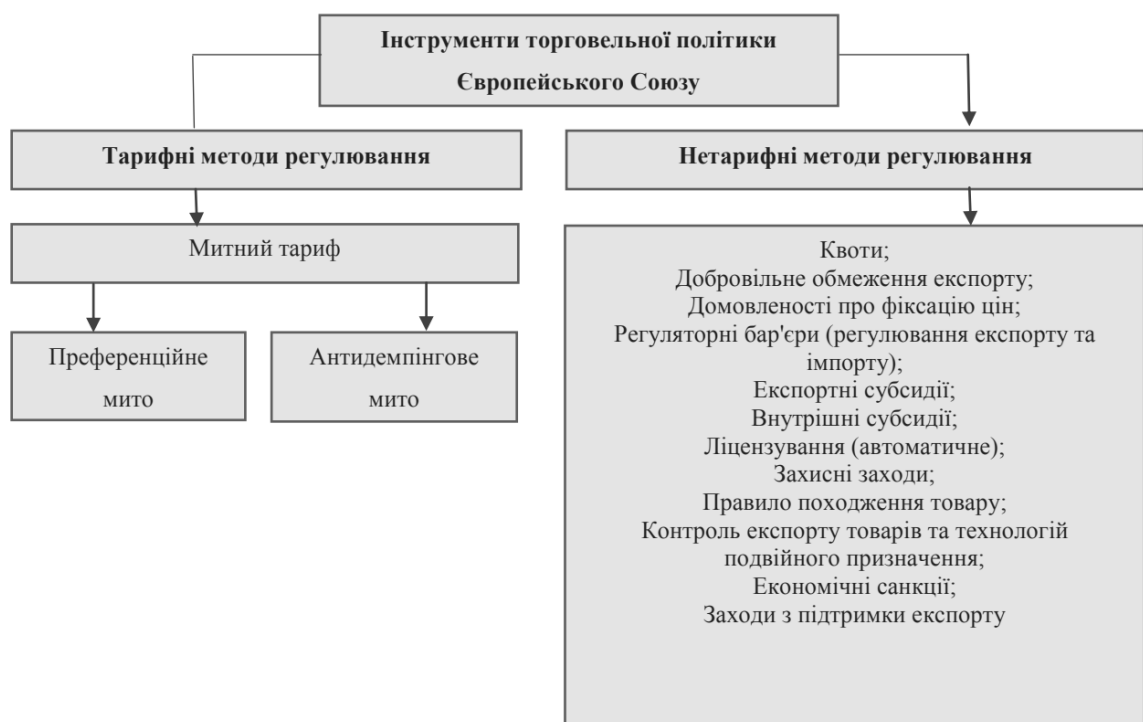 Інструменти торговельної політики
Європейського Союзу
Тарифні методи регулювання
Нетарифні методи регулювання
Митний тариф
Преференційне
мито
Антидемпінгове
мито
Квоти;
Добровільне обмеження експорту;
Домовленості про фіксацію цін;
Регуляторні бар'єри (регулювання експорту та
імпорту);
Експортні субсидії;
Внутрішні субсидії;
Ліцензування (автоматичне);
Захисні заходи;
Правило походження товару;
Контроль експорту товарів та технологій
подвійного призначення;
Економічні санкції;
Заходи з підтримки експорту